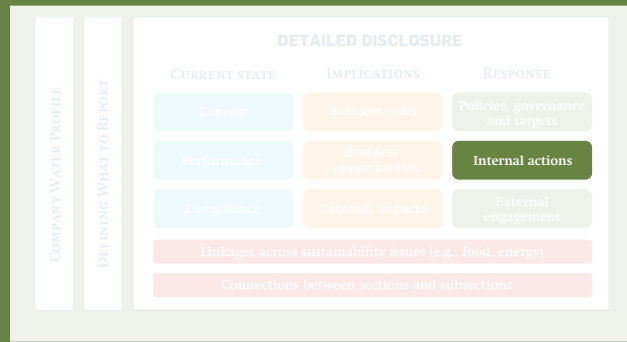 COMPANY WATER PROFILE
DEFINING WHAT TO REPORT
DETAILED DISCLOSURE
CURRENT STATE
IMPLICATIONS
RESPONSE
Context
Business risks
Policies, governance
and targets
Performance
Business
opportunities
Internal actions
Compliance
External impacts
External
engagement
Linkages across sustainability issues (e.g., food, energy)
Connections between sections and subsections